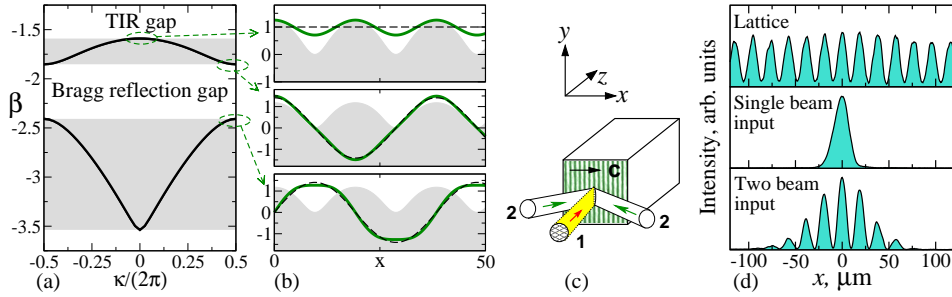 TIR gap
Bragg reflection gap
β
-1.5
-2.0
-2.5
-3.0
-3.5
-0.5
0
0.5
κ/(2π)
(a)
1
0
-1
1
0
-1
1
0
-1
0
x
50
(b)
y
z
x
c
2
1
2
(c)
Intensity, arb. units
Lattice
Single beam
input
Two beam
input
-100
-50
0
50
100
x, μm
(d)